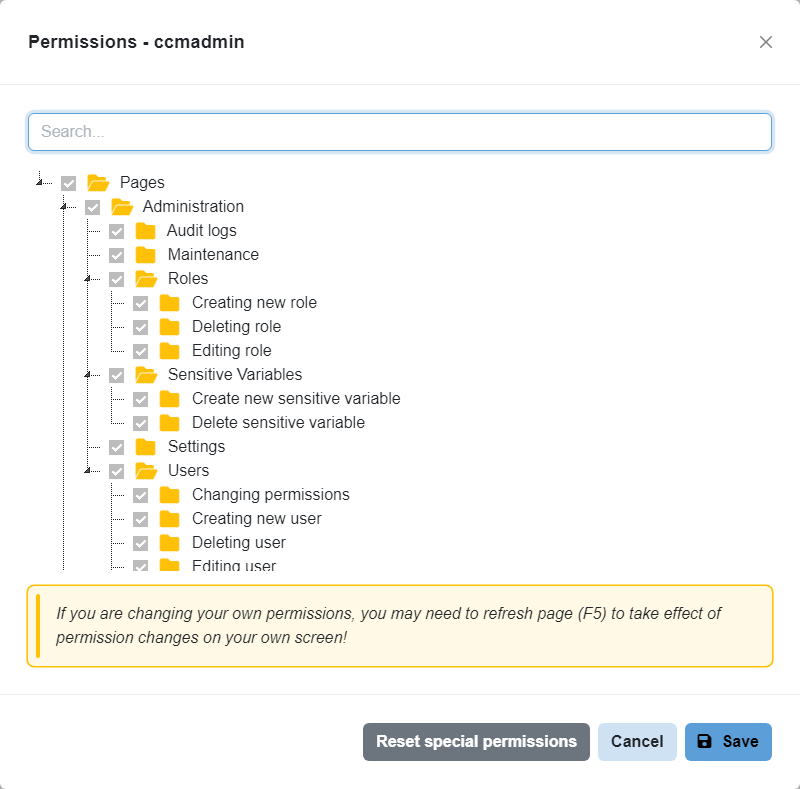 Permissions - ccmadmin
Search...
Pages
Administration
Audit logs
Maintenance
Roles
Creating new role
Deleting role
Editing role
Sensitive Variables
Create new sensitive variable
Delete sensitive variable
Settings
Users
Changing permissions
Creating new user
Deleting user
Editing user
If you are changing your own permissions, you may need to refresh page (F5) to take effect of
permission changes on your own screen!
Reset special permissions Cancel Save